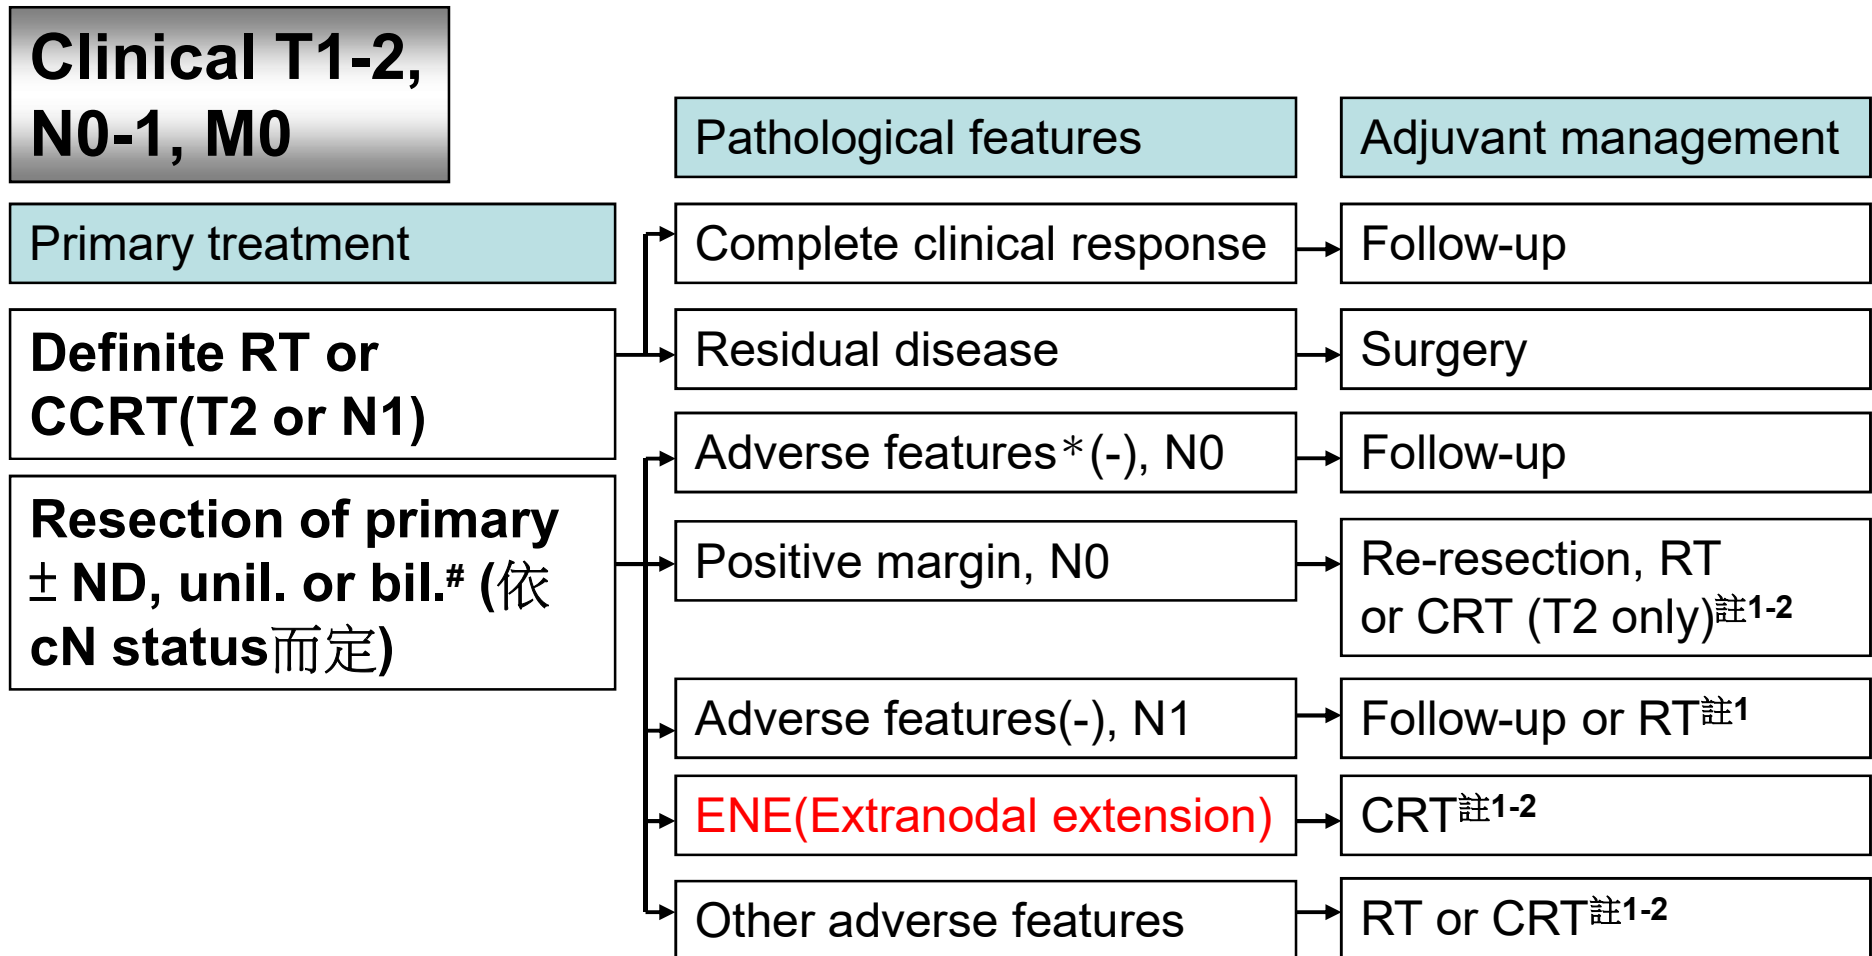 Clinical T1-2,
N0-1, M0
Pathological features
Adjuvant management
Primary treatment
Complete clinical response
Follow-up
Definite RT or
CCRT(T2 or N1)
Residual disease
Surgery
Adverse features*(-), N0
Follow-up
Resection of primary
± ND, unil. or bil.# (依
cN status而定)
Positive margin, N0
Re-resection, RT
or CRT (T2 only)註1-2
Adverse features(-), N1
Follow-up or RT註1
ENE(Extranodal extension)
CRT註1-2
Other adverse features
RT or CRT註1-2